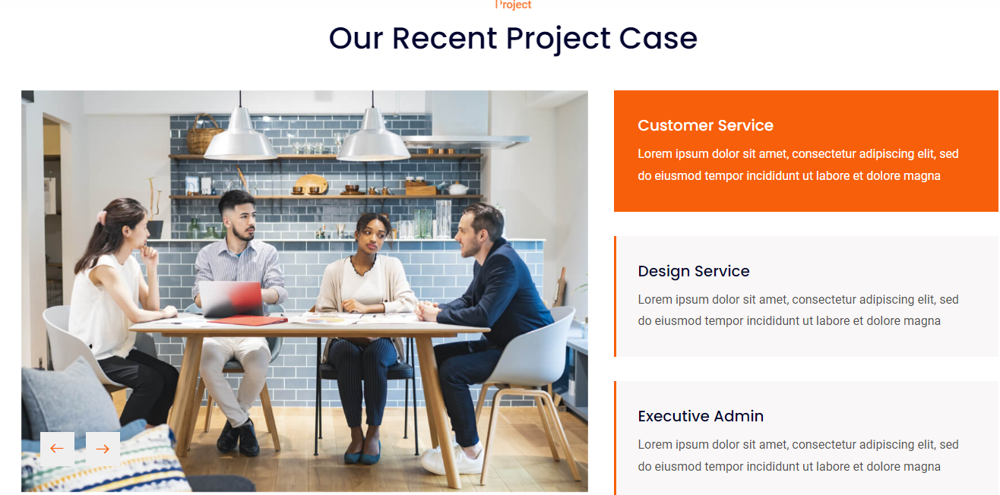 Project
Our Recent Project Case
Customer Service
Lorem ipsum dolor sit amet, consectetur adipiscing elit, sed
do eiusmod tempor incididunt ut labore et dolore magna
Design Service
Lorem ipsum dolor sit amet, consectetur adipiscing elit, sed
do eiusmod tempor incididunt ut labore et dolore magna
Executive Admin
Lorem ipsum dolor sit amet, consectetur adipiscing elit, sed
do eiusmod tempor incididunt ut labore et dolore magna